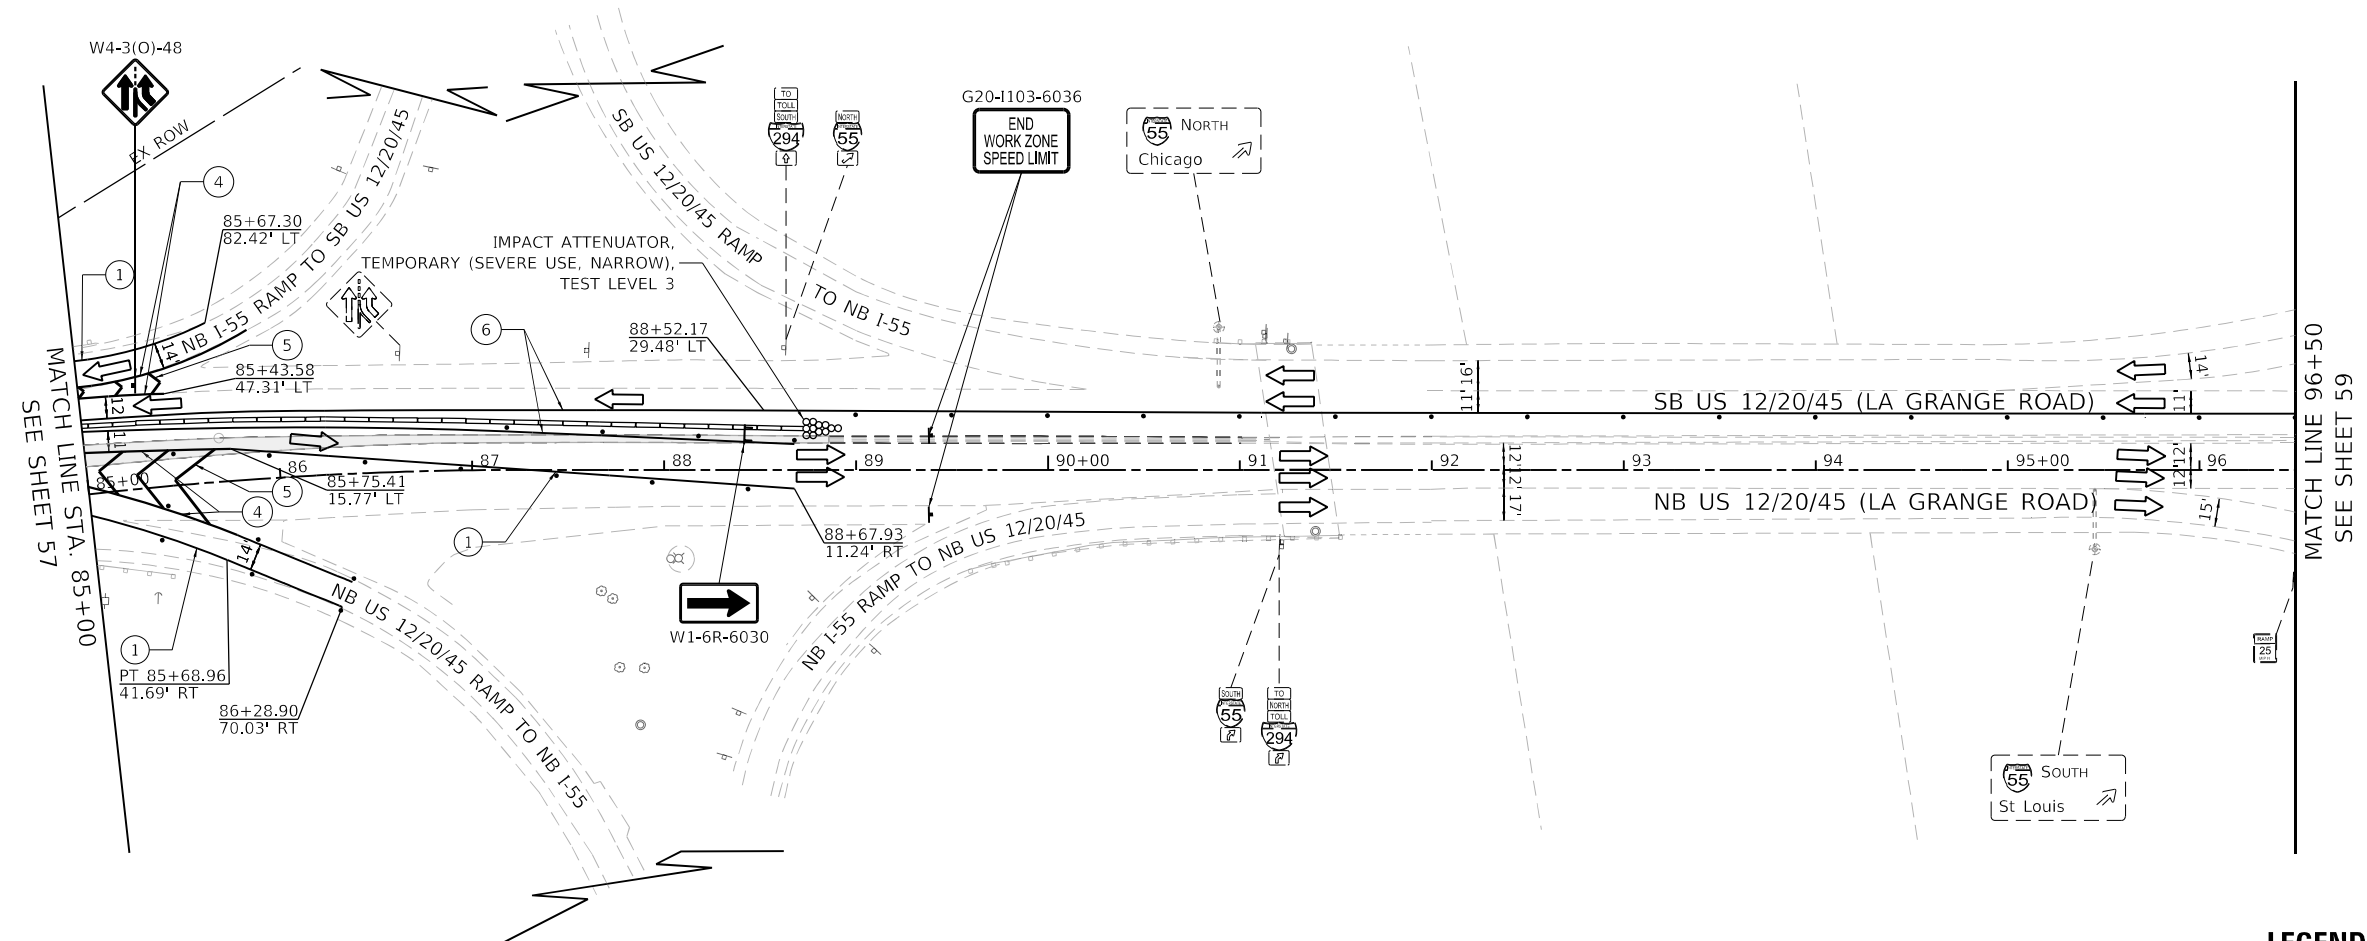 W4-3(O)-48
EX ROW
4
85+67.30
82.42' LT
1
NB I-55 RAMP TO SB US 12/20/45
14'
5
85+43.58
47.31' LT
12
11
MATCH LINE STA. 85+00
SEE SHEET 57
IMPACT ATTENUATOR,
TEMPORARY (SEVERE USE, NARROW),
TEST LEVEL 3
6
88+52.17
29.48' LT
SB US 12/20/45 RAMP
TO NB I-55
TO
TOLL
SOUTH
294
NORTH
55
G20-I103-6036
END
WORK ZONE
SPEED LIMIT
55 NORTH
Chicago
11' 16'
SB US 12/20/45 (LA GRANGE ROAD)
14'
11'
MATCH LINE 96+50
SEE SHEET 59
85+00
86
87
88
89
90+00
91
92
93
94
95+00
96
12' 12' 17'
12' 12'
15'
NB US 12/20/45 (LA GRANGE ROAD)
85+75.41
15.77' LT
5
4
1
88+67.93
11.24' RT
14'
NB US 12/20/45 RAMP TO NB I-55
W1-6R-6030
NB I-55 RAMP TO NB US 12/20/45
1
PT 85+68.96
41.69' RT
86+28.90
70.03' RT
SOUTH
55
TO
NORTH
TOLL
294
RAMP
25
55 SOUTH
St Louis
LEGEND